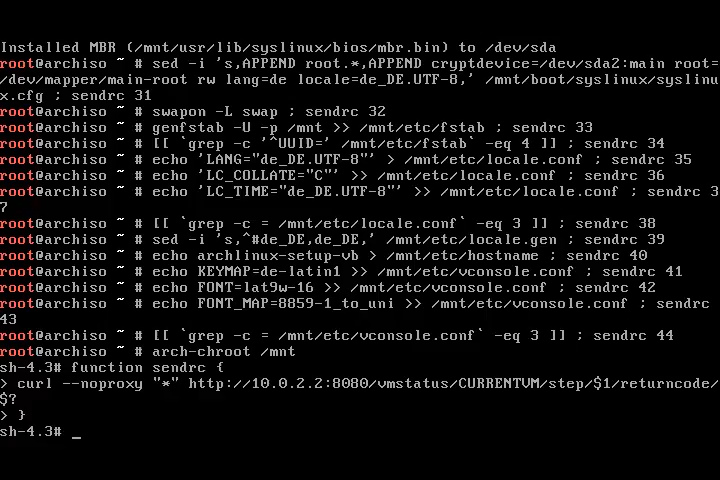 Installed MBR (/mnt/usr/lib/syslinux/bios/mbr.bin) to /dev/sda
root@archiso ~ # sed -i 's,APPEND root.*,APPEND cryptdevice=/dev/sda2:main root=
/dev/mapper/main-root rw lang=de locale=de_DE.UTF-8,' /mnt/boot/syslinux/syslinu
x.cfg ; sendrc 31
root@archiso ~ # swapon -L swap ; sendrc 32
root@archiso ~ # genfstab -U -p /mnt >> /mnt/etc/fstab ; sendrc 33
root@archiso ~ # [[ `grep -c '^UUID=' /mnt/etc/fstab` -eq 4 ]] ; sendrc 34
root@archiso ~ # echo 'LANG="de_DE.UTF-8"' > /mnt/etc/locale.conf ; sendrc 35
root@archiso ~ # echo 'LC_COLLATE="C"' >> /mnt/etc/locale.conf ; sendrc 36
root@archiso ~ # echo 'LC_TIME="de_DE.UTF-8"' >> /mnt/etc/locale.conf ; sendrc 3
7
root@archiso ~ # [[ `grep -c = /mnt/etc/locale.conf` -eq 3 ]] ; sendrc 38
root@archiso ~ # sed -i 's,^#de_DE,de_DE,' /mnt/etc/locale.gen ; sendrc 39
root@archiso ~ # echo archlinux-setup-vb > /mnt/etc/hostname ; sendrc 40
root@archiso ~ # echo KEYMAP=de-latin1 > /mnt/etc/vconsole.conf ; sendrc 41
root@archiso ~ # echo FONT=lat9w-16 >> /mnt/etc/vconsole.conf ; sendrc 42
root@archiso ~ # echo FONT_MAP=8859-1_to_uni >> /mnt/etc/vconsole.conf ; sendrc
43
root@archiso ~ # [[ `grep -c = /mnt/etc/vconsole.conf` -eq 3 ]] ; sendrc 44
root@archiso ~ # arch-chroot /mnt
sh-4.3# function sendrc {
> curl --noproxy "*" http://10.0.2.2:8080/vmstatus/CURRENTVM/step/$1/returncode/
$?
> }
sh-4.3# _